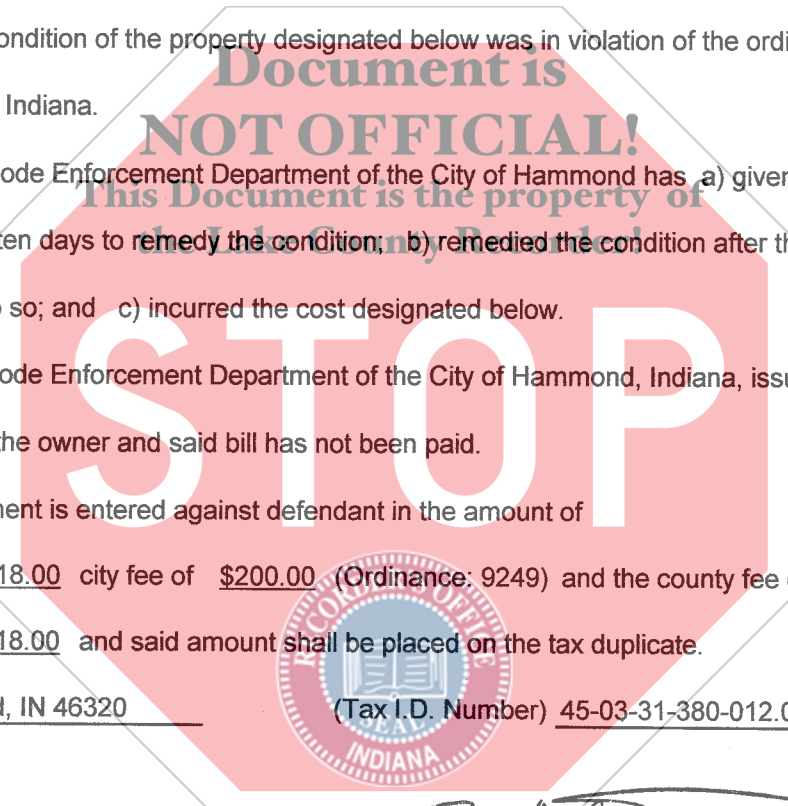 ondition of the property designated below was in violation of the ordi
Document is
Indiana.
NOT OFFICIAL!
ode Enforcement Department of the City of Hammond has a) given
This Document is the property of
ten days to remedy the condition; b) remedied the condition after th
the Lake County Recorder!
so; and c) incurred the cost designated below.
STOP
ode Enforcement Department of the City of Hammond, Indiana, issu
the owner and said bill has not been paid.
ent is entered against defendant in the amount of
18.00 city fee of $200.00 (Ordinance: 9249) and the county fee
18.00 and said amount shall be placed on the tax duplicate.
, IN 46320 (Tax I.D. Number) 45-03-31-380-012.0
RECORDER'S OFFICE
SEAL
INDIANA